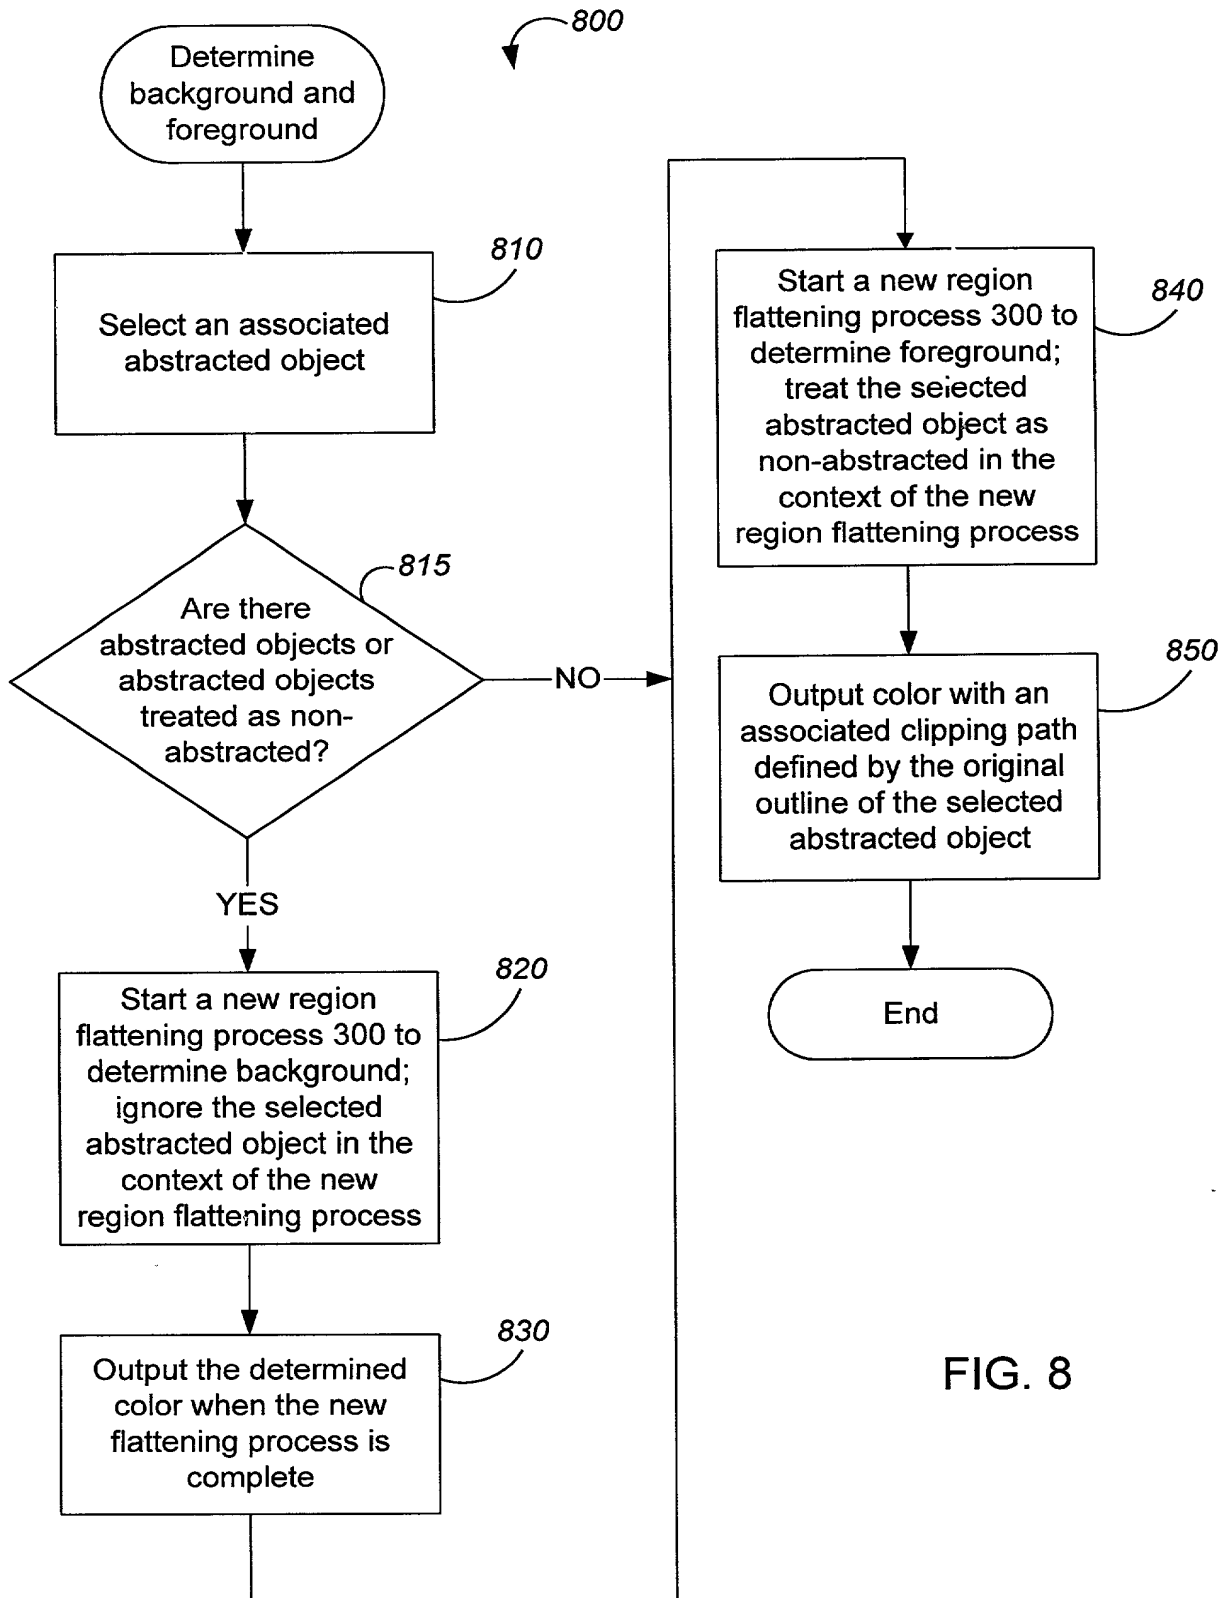 800
Determine
background and
foreground
810
Select an associated
abstracted object
815
Are there
abstracted objects or
abstracted objects
treated as non-
abstracted?
NO
YES
820
Start a new region
flattening process 300 to
determine background;
ignore the selected
abstracted object in the
context of the new
region flattening process
830
Output the determined
color when the new
flattening process is
complete
840
Start a new region
flattening process 300 to
determine foreground;
treat the selected
abstracted object as
non-abstracted in the
context of the new
region flattening process
850
Output color with an
associated clipping path
defined by the original
outline of the selected
abstracted object
End
FIG. 8